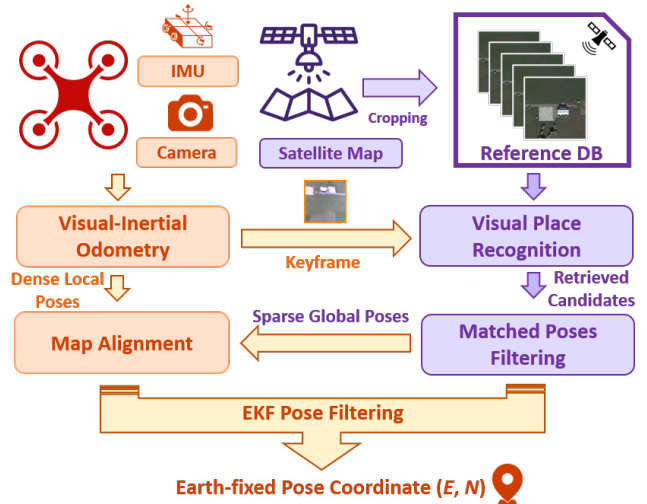 IMU
Camera
Satellite Map
Cropping
Reference DB
Visual-Inertial
Odometry
Keyframe
Visual Place
Recognition
Dense Local
Poses
Retrieved
Candidates
Map Alignment
Sparse Global Poses
Matched Poses
Filtering
EKF Pose Filtering
Earth-fixed Pose Coordinate (E, N)